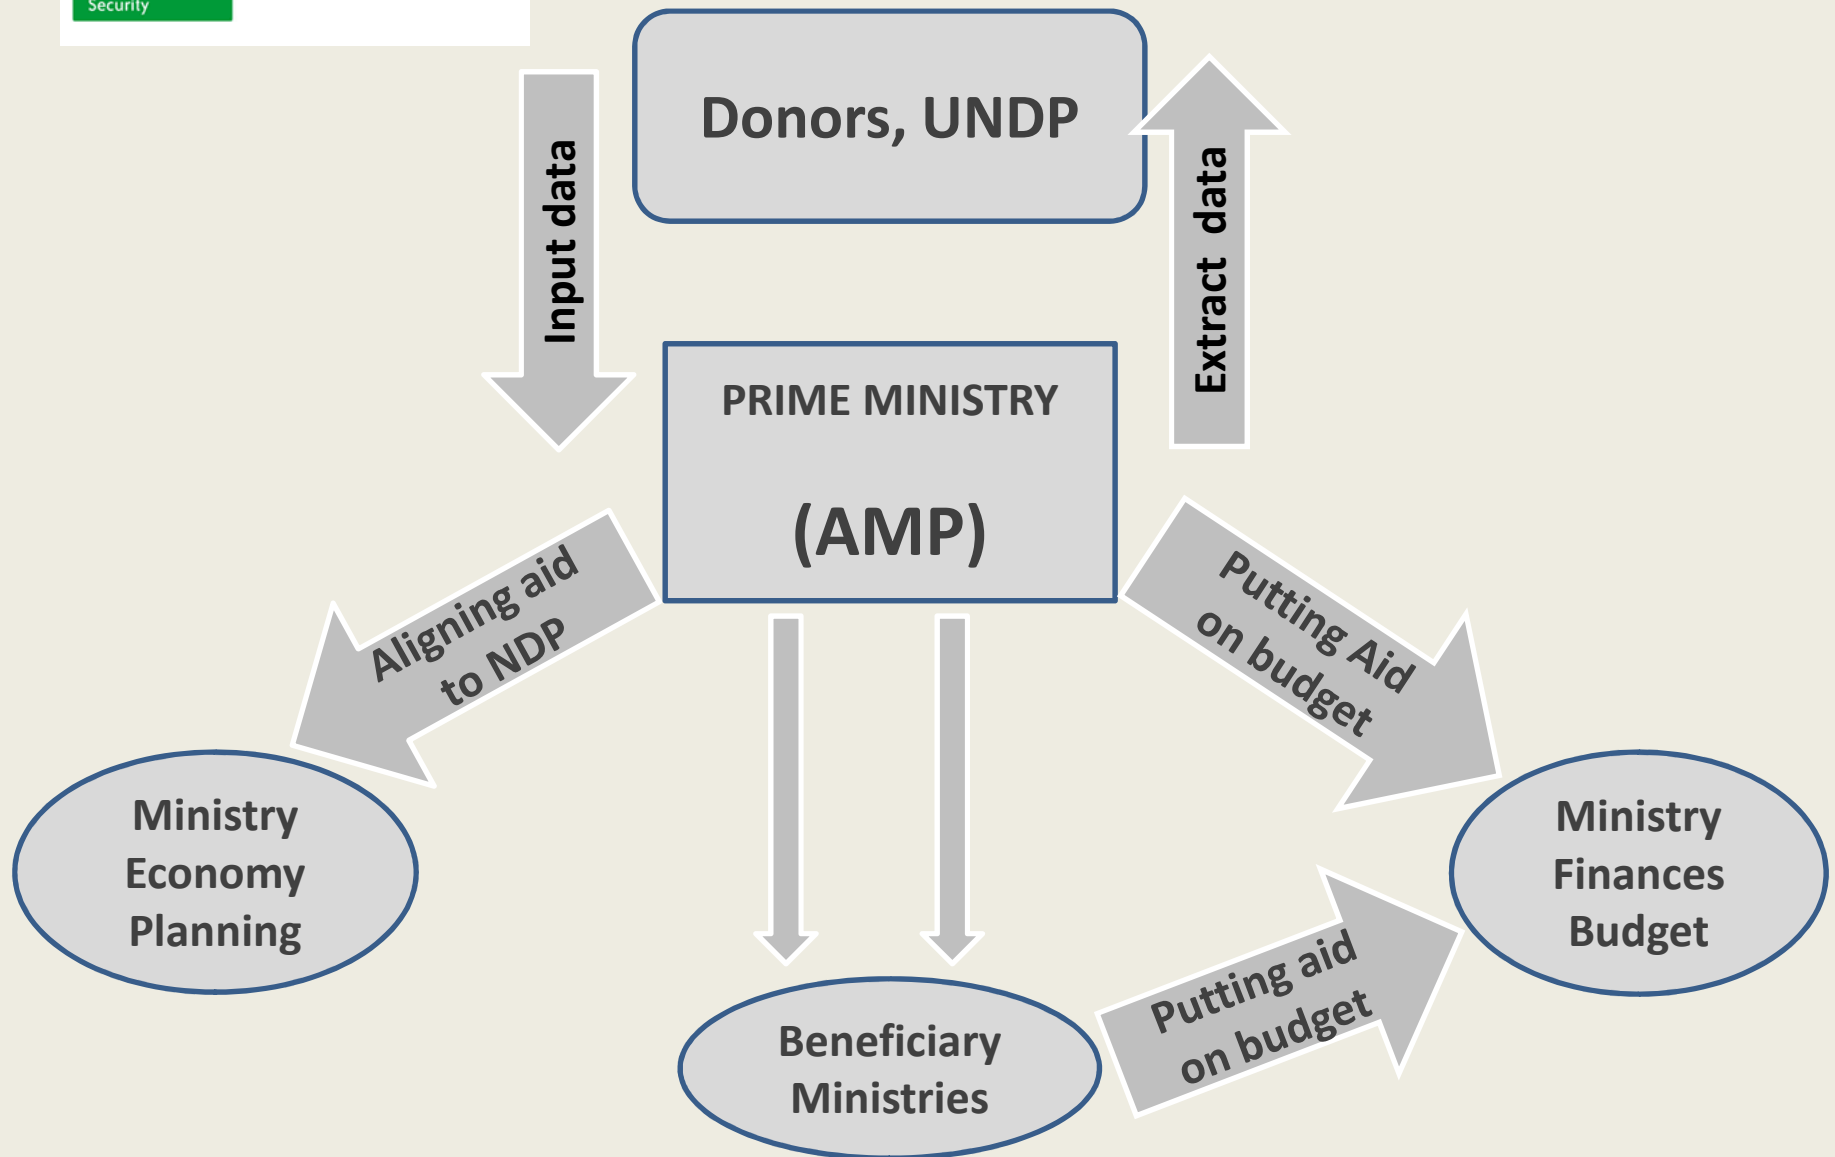 Security
Donors, UNDP
Input data
Extract data
PRIME MINISTRY
(AMP)
Aligning aid
to NDP
Putting Aid
on budget
Ministry
Economy
Planning
Ministry
Finances
Budget
Putting aid
on budget
Beneficiary
Ministries